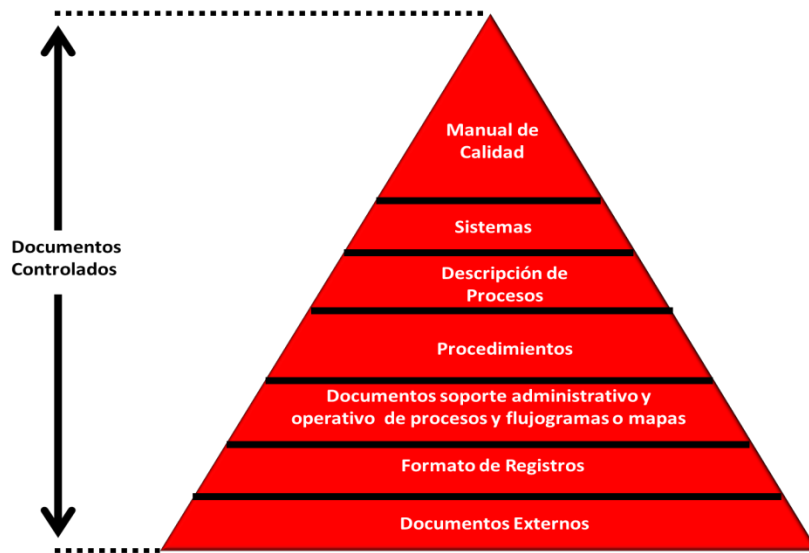 Manual de
Calidad
Sistemas
Documentos
Controlados
Descripción de
Procesos
Procedimientos
Documentos soporte administrativo y
operativo de procesos y flujogramas o mapas
Formato de Registros
Documentos Externos